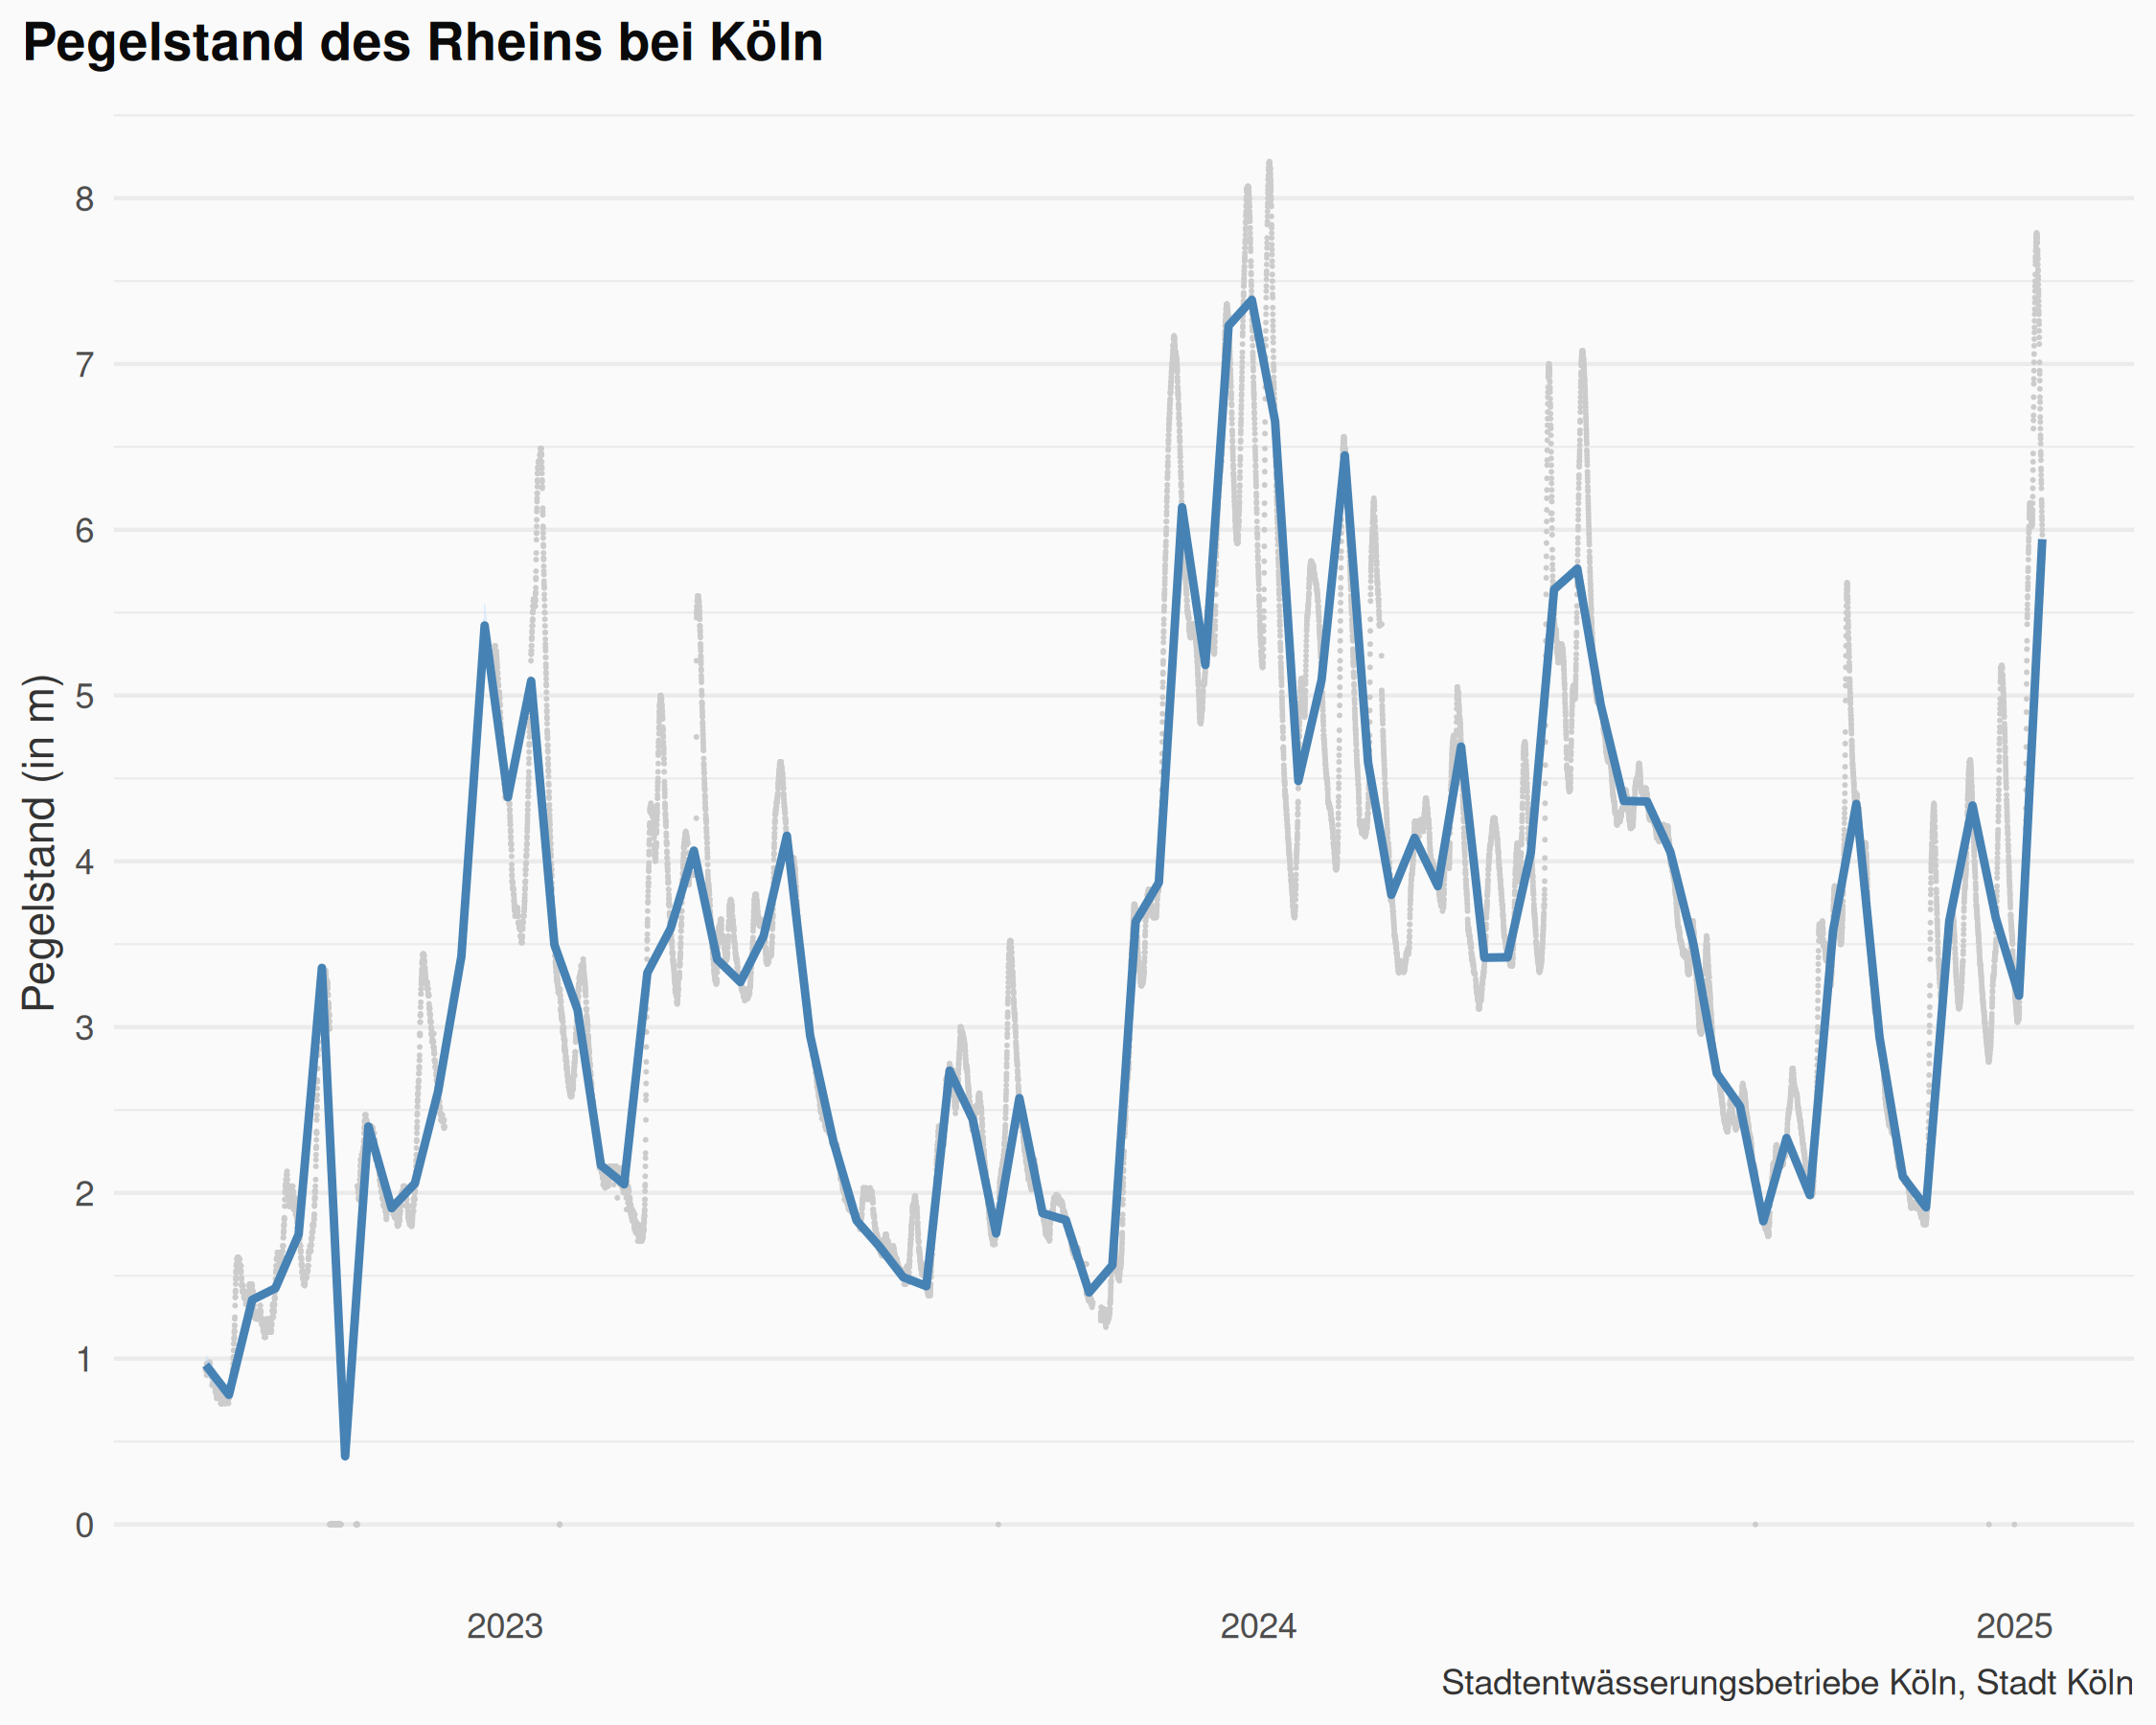 Pegelstand des Rheins bei Köln
Pegelstand (in m)
8
7
6
5
4
3
2
1
0
2023 2024 2025
Stadtentwässerungsbetriebe Köln, Stadt Köln